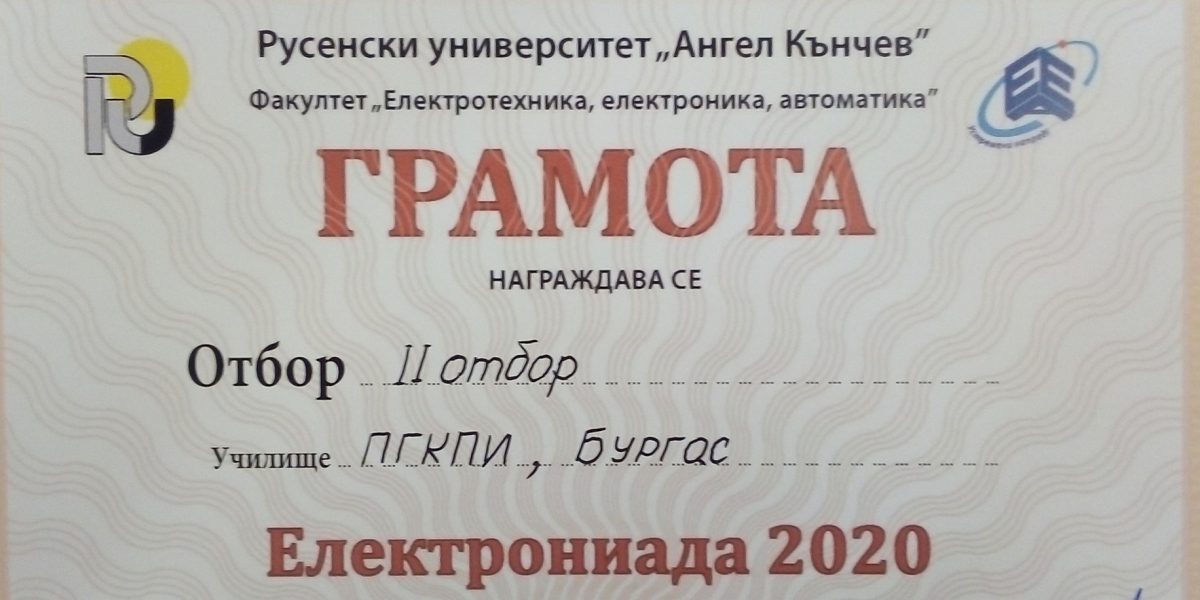 Русенски университет „Ангел Кънчев”
Факултет „Електротехника, електроника, автоматика”
ГРАМОТА
НАГРАЖДАВА СЕ
Отбор II отбор
Училище ПГКПИ, Бургас
Електрониада 2020